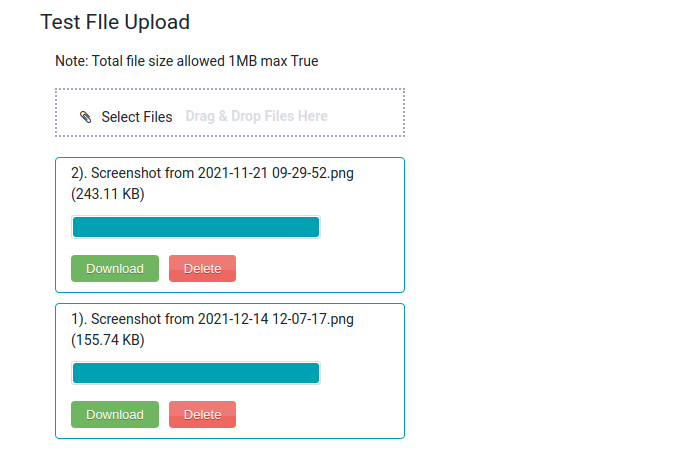 Test FIle Upload
Note: Total file size allowed 1MB max True
Select Files Drag & Drop Files Here
2). Screenshot from 2021-11-21 09-29-52.png
(243.11 KB)
Download Delete
1). Screenshot from 2021-12-14 12-07-17.png
(155.74 KB)
Download Delete